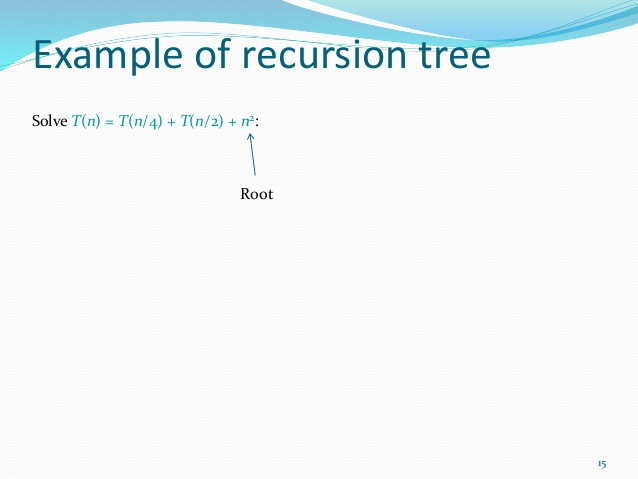 Example of recursion tree
Solve T(n) = T(n/4) + T(n/2) + n²:
Root
15